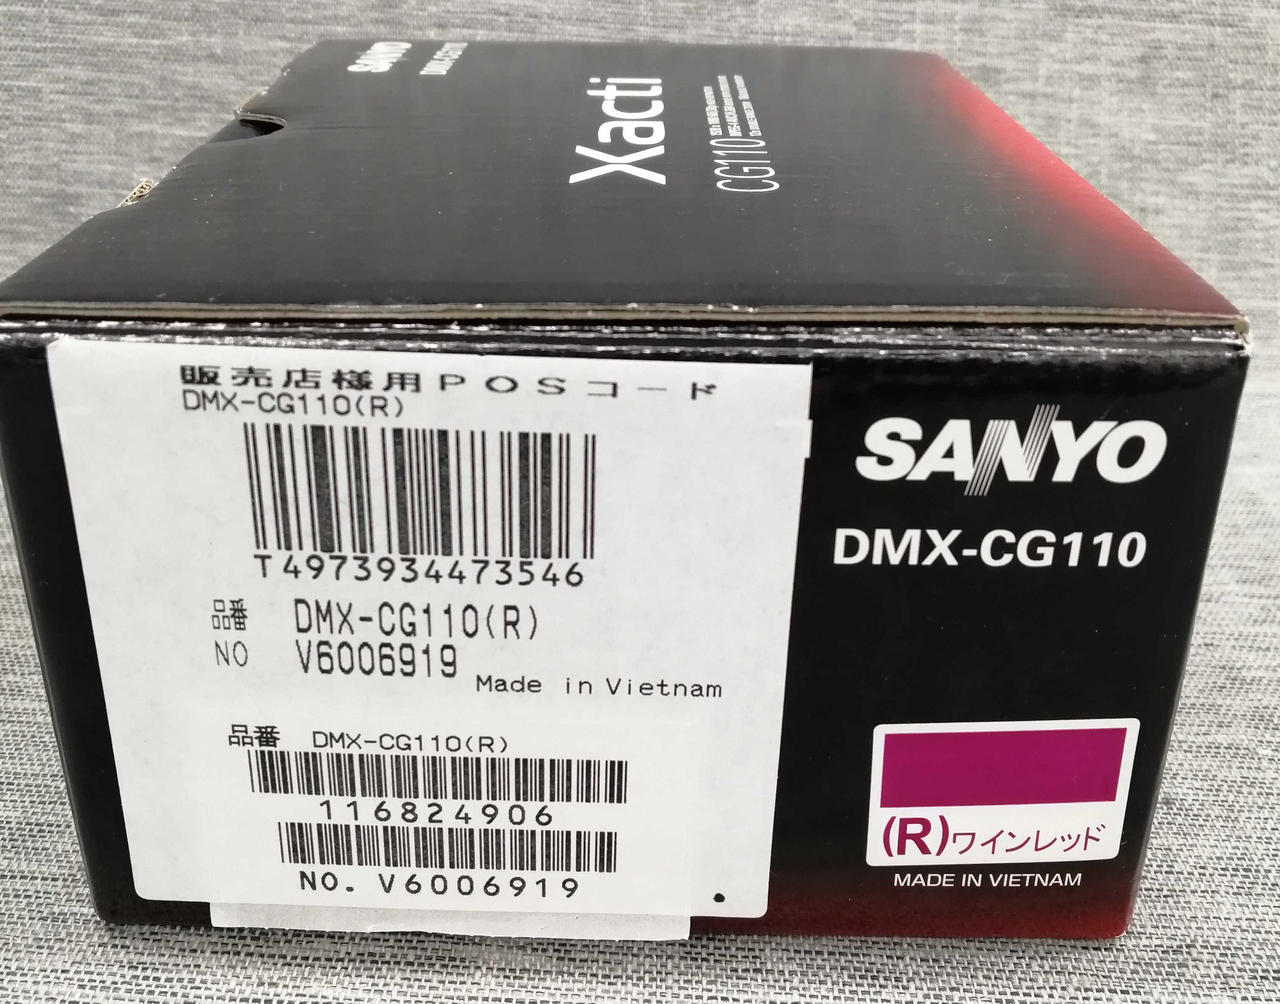 SANYO
Xacti
CG110
販売店様用POSコード
DMX-CG110(R)
T4973934473546
品番 DMX-CG110(R)
NO V6006919
Made in Vietnam
品番 DMX-CG110(R)
116824906
NO. V6006919
SANYO
DMX-CG110
(R)ワインレッド
MADE IN VIETNAM